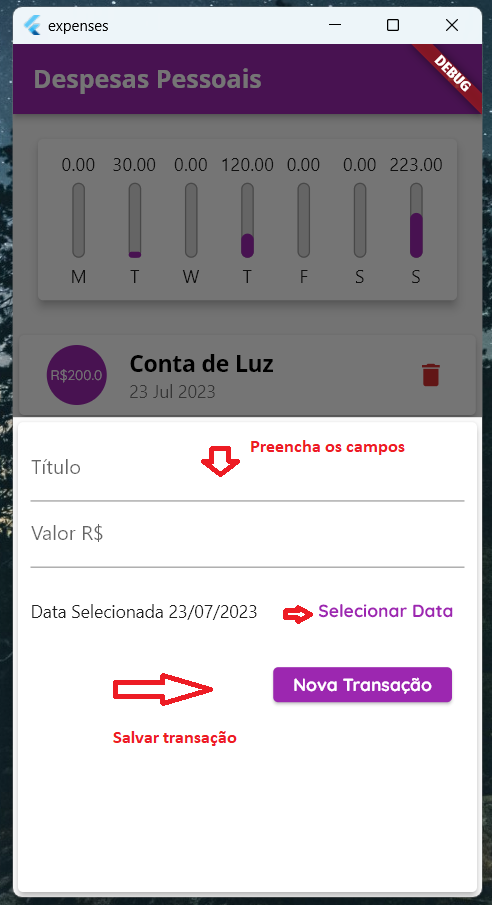 expenses
Despesas Pessoais
DEBUG
0.00 30.00 0.00 120.00 0.00 0.00 223.00
M T W T F S S
R$200.0
Conta de Luz
23 Jul 2023
Preencha os campos
Título
Valor R$
Data Selecionada 23/07/2023 Selecionar Data
Nova Transação
Salvar transação